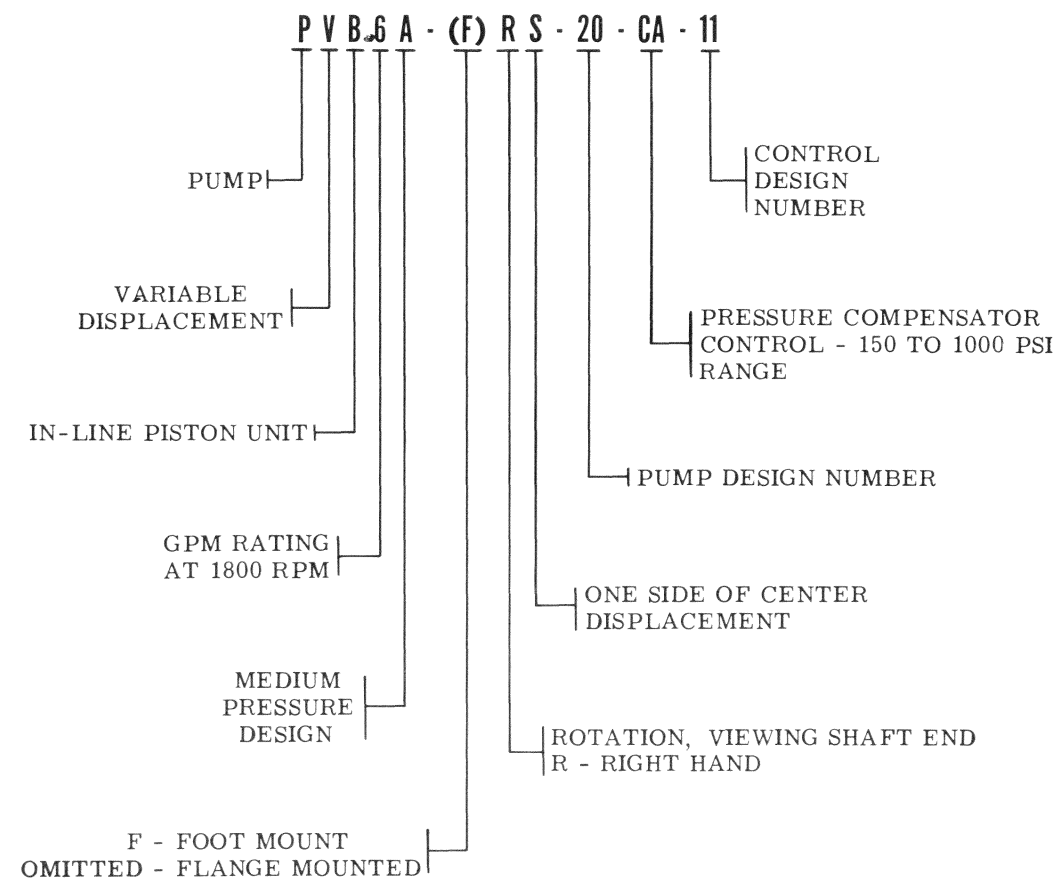 P V B 6 A - (F) R S - 20 - CA - 11
CONTROL
DESIGN
NUMBER
PUMP
VARIABLE
DISPLACEMENT
PRESSURE COMPENSATOR
CONTROL - 150 TO 1000 PSI
RANGE
IN-LINE PISTON UNIT
PUMP DESIGN NUMBER
GPM RATING
AT 1800 RPM
ONE SIDE OF CENTER
DISPLACEMENT
MEDIUM
PRESSURE
DESIGN
ROTATION, VIEWING SHAFT END
R - RIGHT HAND
F - FOOT MOUNT
OMITTED - FLANGE MOUNTED